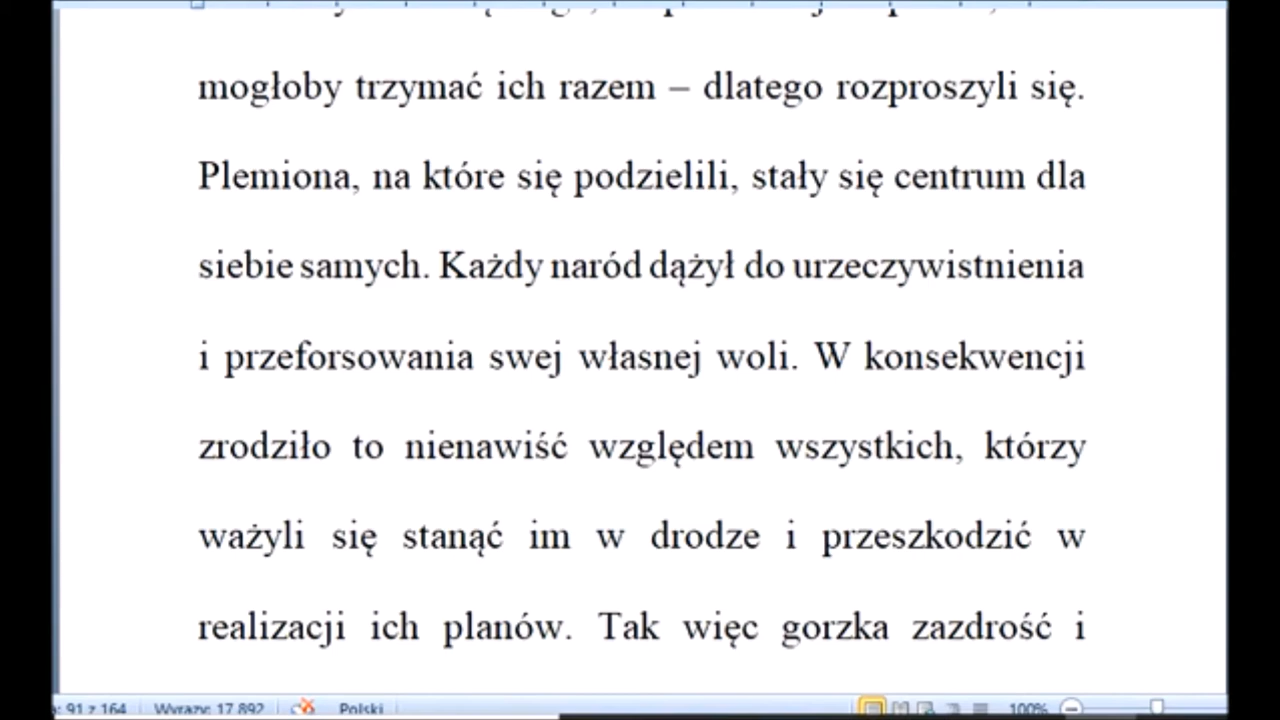 mogłoby trzymać ich razem – dlatego rozproszyli się.
Plemiona, na które się podzielili, stały się centrum dla
siebie samych. Każdy naród dążył do urzeczywistnienia
i przeforsowania swej własnej woli. W konsekwencji
zrodziło to nienawiść względem wszystkich, którzy
ważyli się stanąć im w drodze i przeszkodzić w
realizacji ich planów. Tak więc gorzka zazdrość i
: 91 z 164 Wyrazy: 17 892 Polski 100%